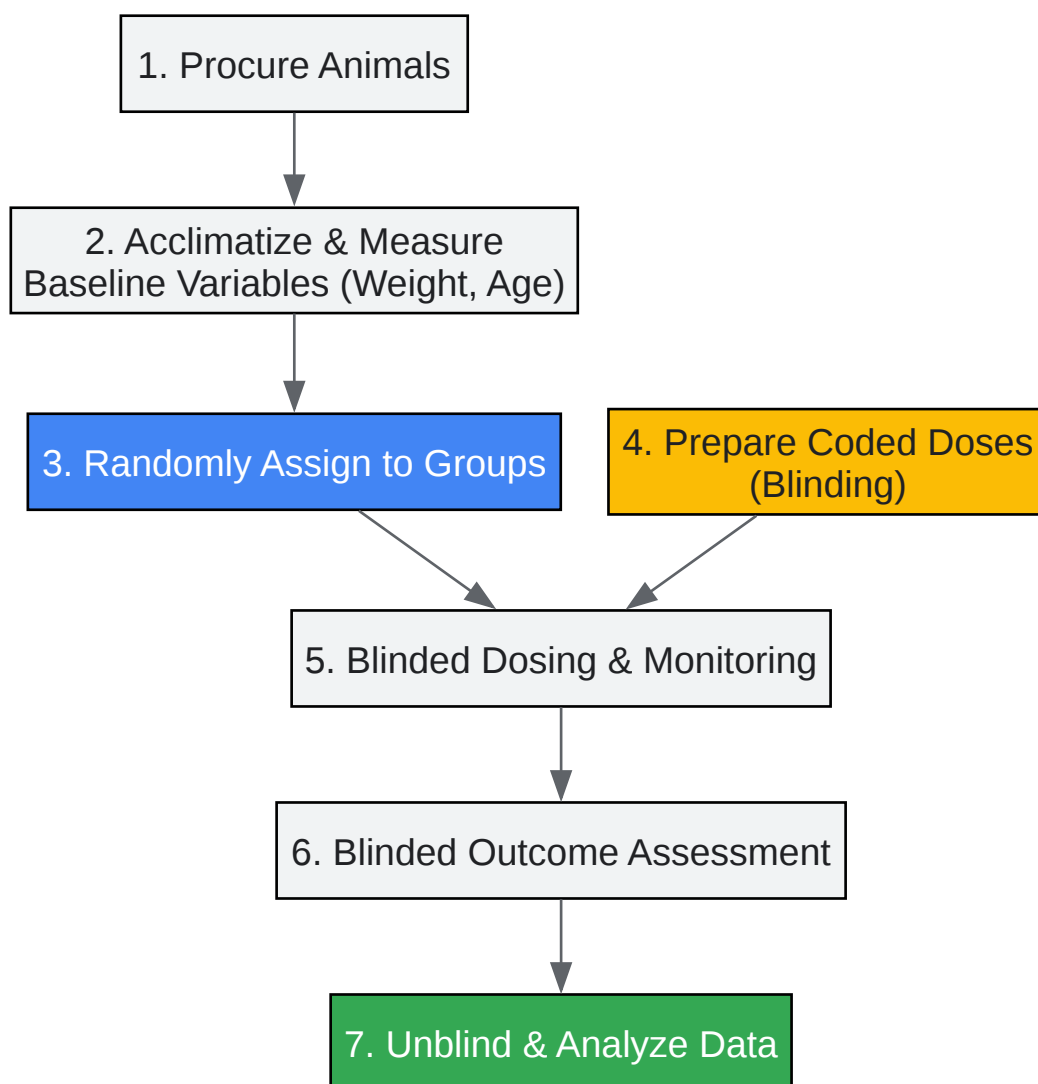 1. Procure Animals
2. Acclimatize & Measure
Baseline Variables (Weight, Age)
3. Randomly Assign to Groups
4. Prepare Coded Doses
(Blinding)
5. Blinded Dosing & Monitoring
6. Blinded Outcome Assessment
7. Unblind & Analyze Data